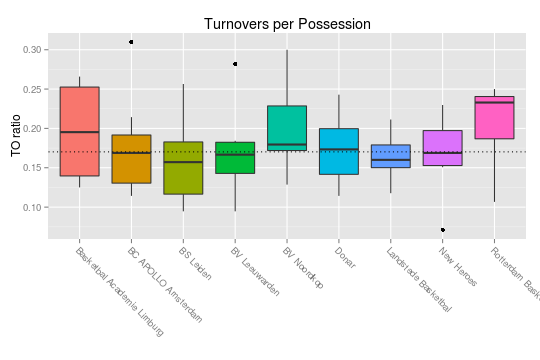 Turnovers per Possession
TO ratio
0.30
0.25
0.20
0.15
0.10
Basketbal Academie Limburg
BC APOLLO Amsterdam
BS Leiden
BV Leeuwarden
BV Noordkop
Donar
Landstede Basketbal
New Heroes
Rotterdam Bask